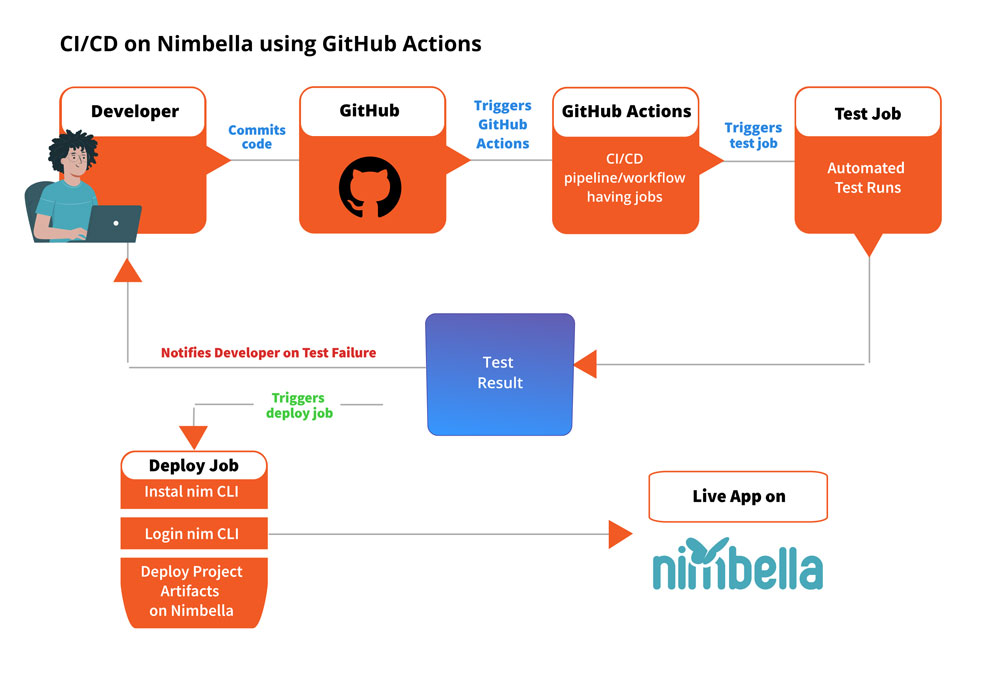 CI/CD on Nimbella using GitHub Actions
Developer
Commits
code
GitHub
Triggers
GitHub
Actions
GitHub Actions
CI/CD
pipeline/workflow
having jobs
Triggers
test job
Test Job
Automated
Test Runs
Test
Result
Notifies Developer on Test Failure
Triggers
deploy job
Deploy Job
Instal nim CLI
Login nim CLI
Deploy Project
Artifacts
on Nimbella
Live App on
nimbella